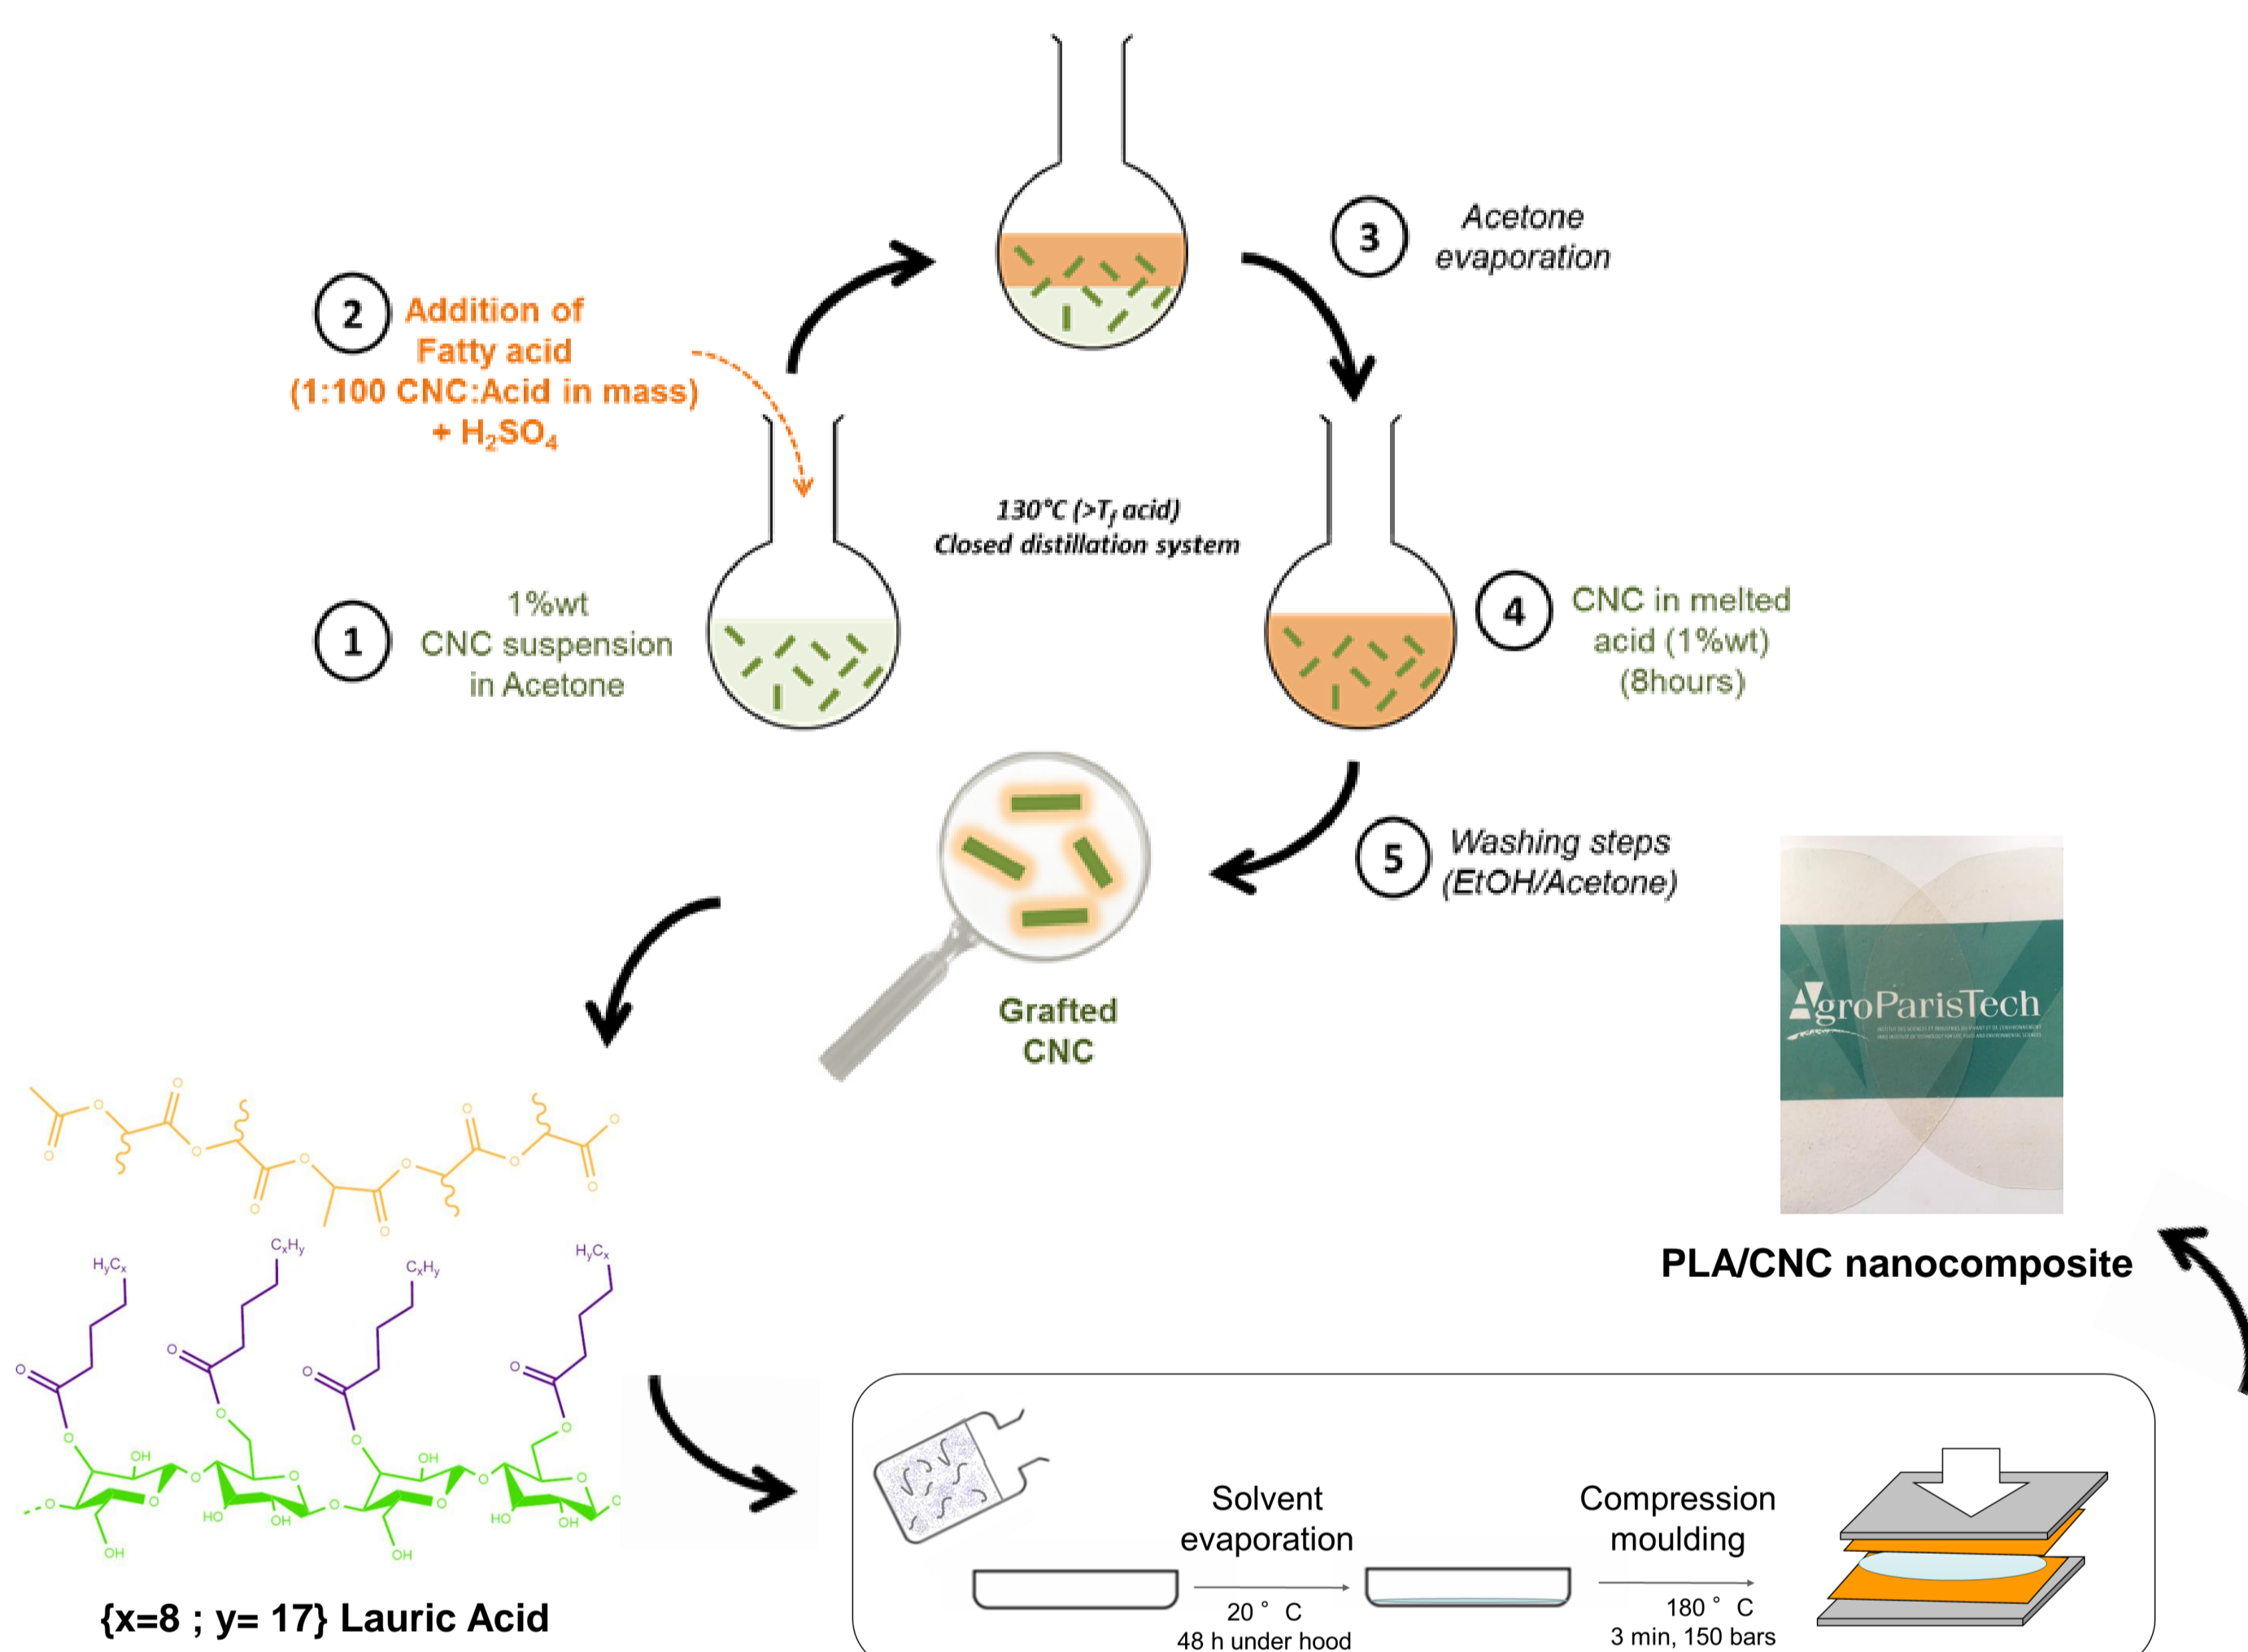 2
Addition of
Fatty acid
(1:100 CNC:Acid in mass)
+ H₂SO₄
3
Acetone
evaporation
130°C (>Tf acid)
Closed distillation system
1
1%wt
CNC suspension
in Acetone
4
CNC in melted
acid (1%wt)
(8hours)
5
Washing steps
(EtOH/Acetone)
Grafted
CNC
AgroParisTech
PLA/CNC nanocomposite
O O O O O O O O O O O O
HyCx
CxHy
CxHy
HyCx
O O O O
O O O O
OH OH
O O O O O O O O O
HO OH HO OH
OH OH
{x=8 ; y= 17} Lauric Acid
Solvent
evaporation
20 ° C
48 h under hood
Compression
moulding
180 ° C
3 min, 150 bars